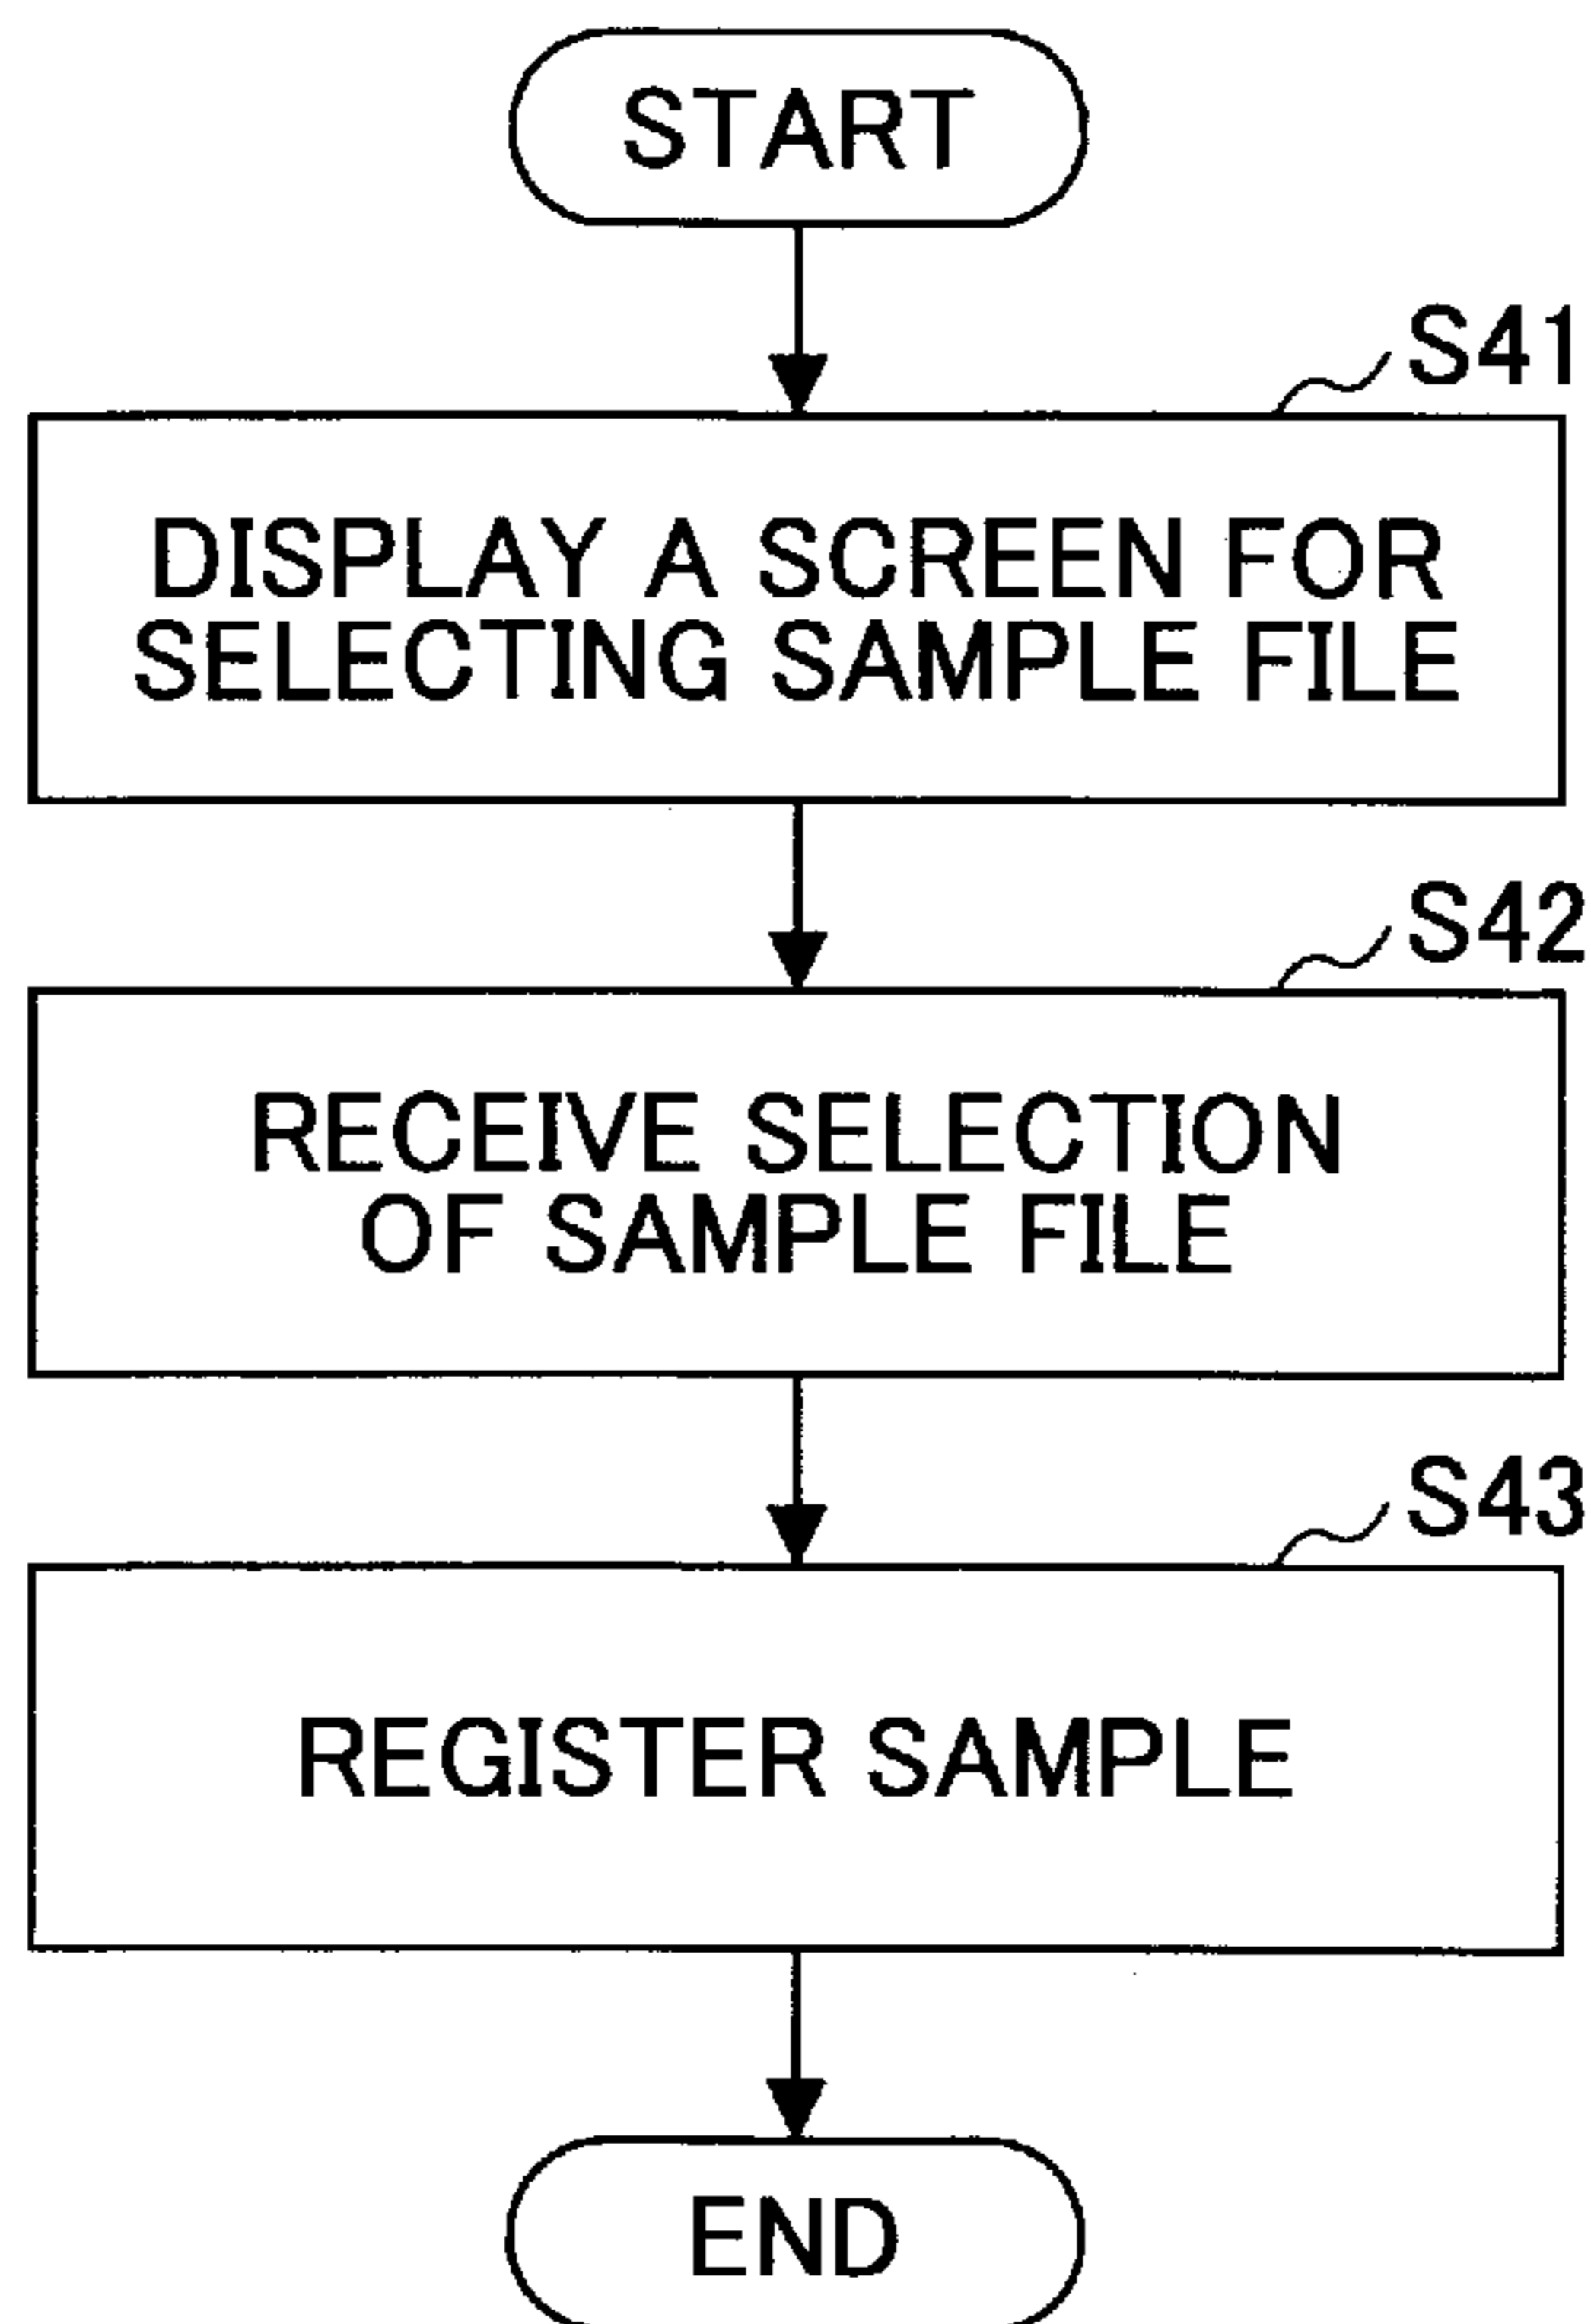 START
S41
DISPLAY A SCREEN FOR
SELECTING SAMPLE FILE
S42
RECEIVE SELECTION
OF SAMPLE FILE
S43
REGISTER SAMPLE
END